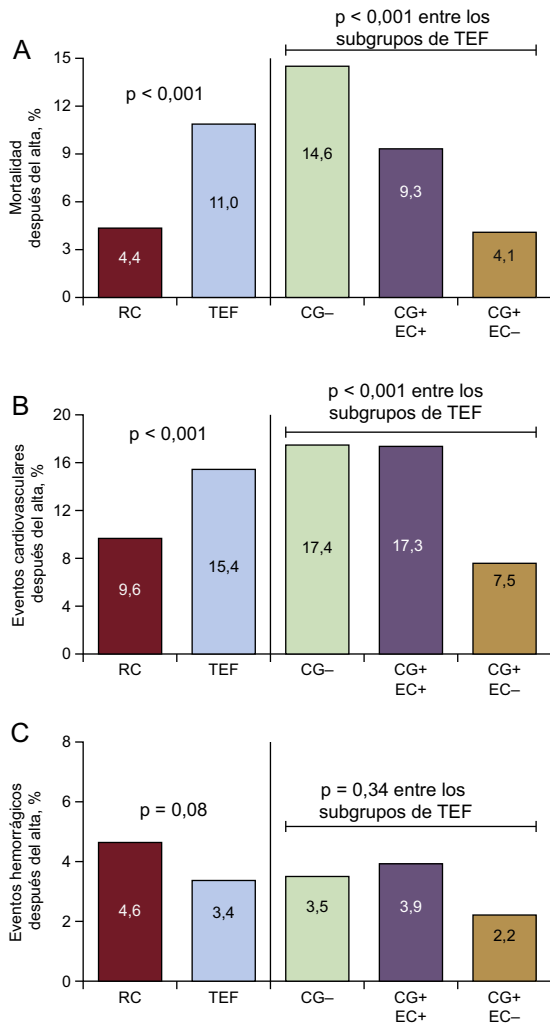 A
p < 0,001 entre los
subgrupos de TEF
p < 0,001
Mortalidad
después del alta, %
15
12
9
6
3
0
4,4
11,0
14,6
9,3
4,1
RC
TEF
CG–
CG+
EC+
CG+
EC–
B
p < 0,001 entre los
subgrupos de TEF
p < 0,001
Eventos cardiovasculares
después del alta, %
20
16
12
8
4
0
9,6
15,4
17,4
17,3
7,5
RC
TEF
CG–
CG+
EC+
CG+
EC–
C
p = 0,34 entre los
subgrupos de TEF
p = 0,08
Eventos hemorrágicos
después del alta, %
8
6
4
2
0
4,6
3,4
3,5
3,9
2,2
RC
TEF
CG–
CG+
EC+
CG+
EC–